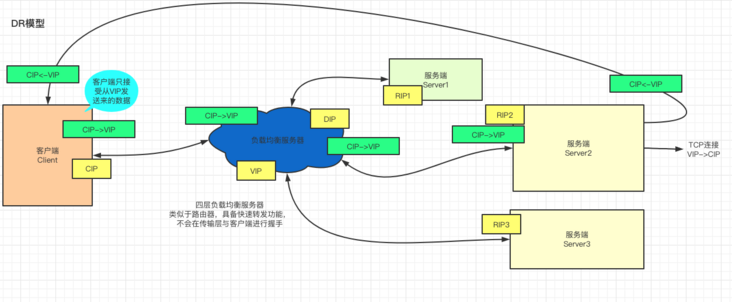 DR模型
CIP<-VIP
客户端只接
受从VIP发
送来的数据
服务端
Server1
RIP1
CIP<-VIP
客户端
Client
CIP->VIP
CIP
CIP->VIP
DIP
负载均衡服务器
CIP->VIP
VIP
RIP2
CIP->VIP
服务端
Server2
TCP连接
VIP->CIP
四层负载均衡服务器
类似于路由器，具备快速转发功能，
不会在传输层与客户端进行握手
RIP3
服务端
Server3